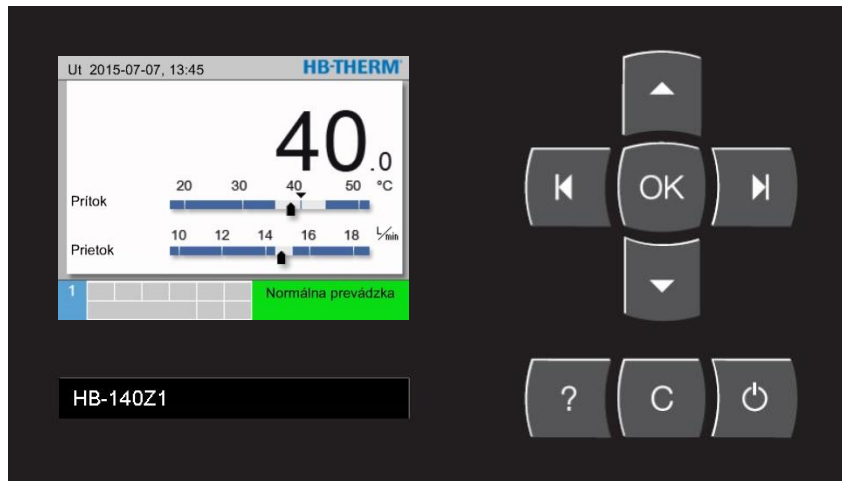 Ut 2015-07-07, 13:45 HB-THERM
40.0
20 30 40 50 °C
Prítok
10 12 14 16 18 L/min
Prietok
1 Normálna prevádzka
HB-140Z1
OK
? C